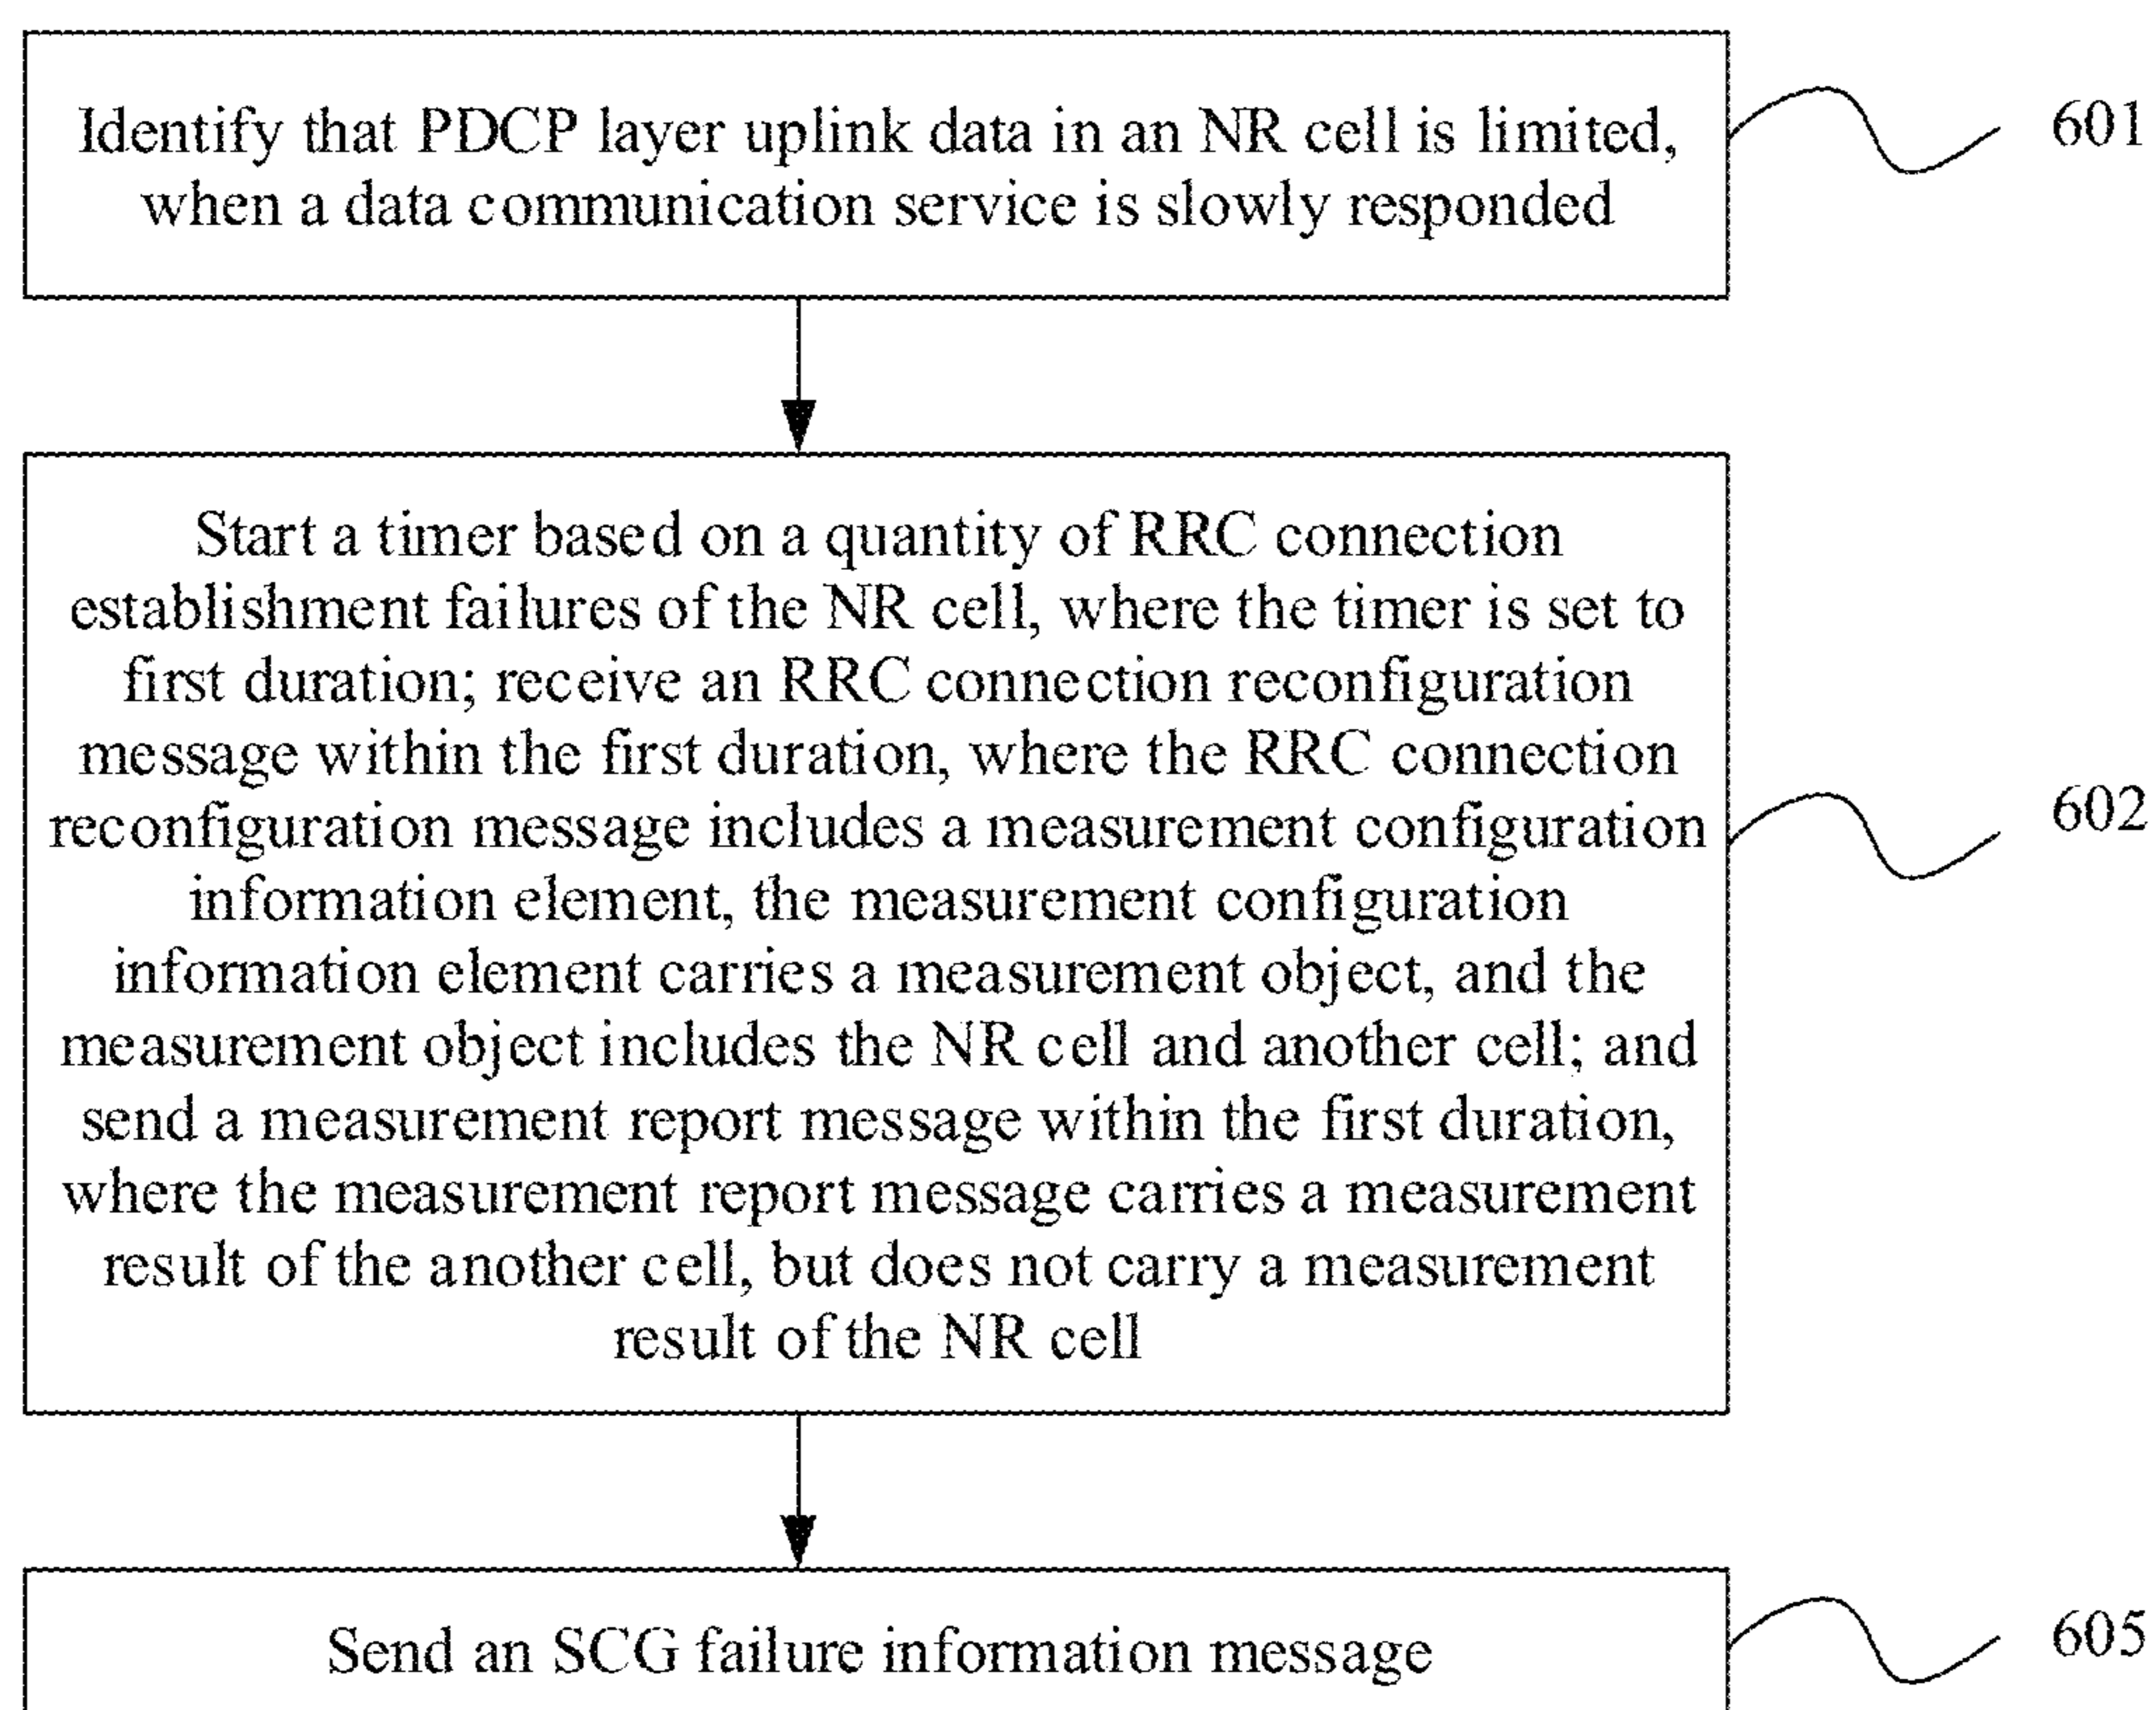 Identify that PDCP layer uplink data in an NR cell is limited,
when a data communication service is slowly responded
601
Start a timer based on a quantity of RRC connection
establishment failures of the NR cell, where the timer is set to
first duration; receive an RRC connection reconfiguration
message within the first duration, where the RRC connection
reconfiguration message includes a measurement configuration
information element, the measurement configuration
information element carries a measurement object, and the
measurement object includes the NR cell and another cell; and
send a measurement report message within the first duration,
where the measurement report message carries a measurement
result of the another cell, but does not carry a measurement
result of the NR cell
602
Send an SCG failure information message
605